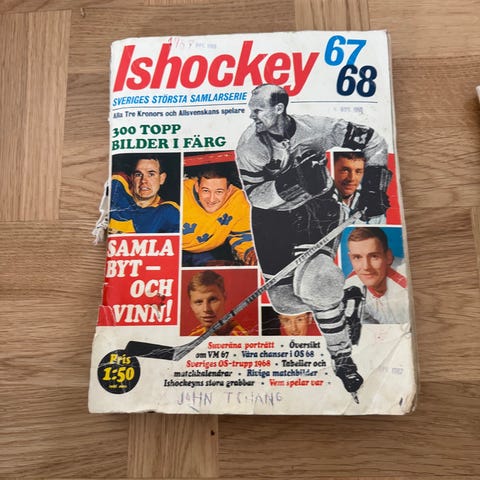 Ishockey 67
68
SVERIGES STÖRSTA SAMLARSERIE
Alla Tre Kronors och Allsvenskans spelare
300 TOPP
BILDER I FÄRG
SAMLA
BYT –
OCH
VINN!
Pris
1:50
Suveräna porträtt • Översikt
om VM 67 • Våra chanser i OS 68 •
Sveriges OS-trupp 1968 • Tabeller och
matchkalendrar • Riviga matchbilder •
Ishockeyns stora grabbar • Vem spelar var •
JOHN TSHANG